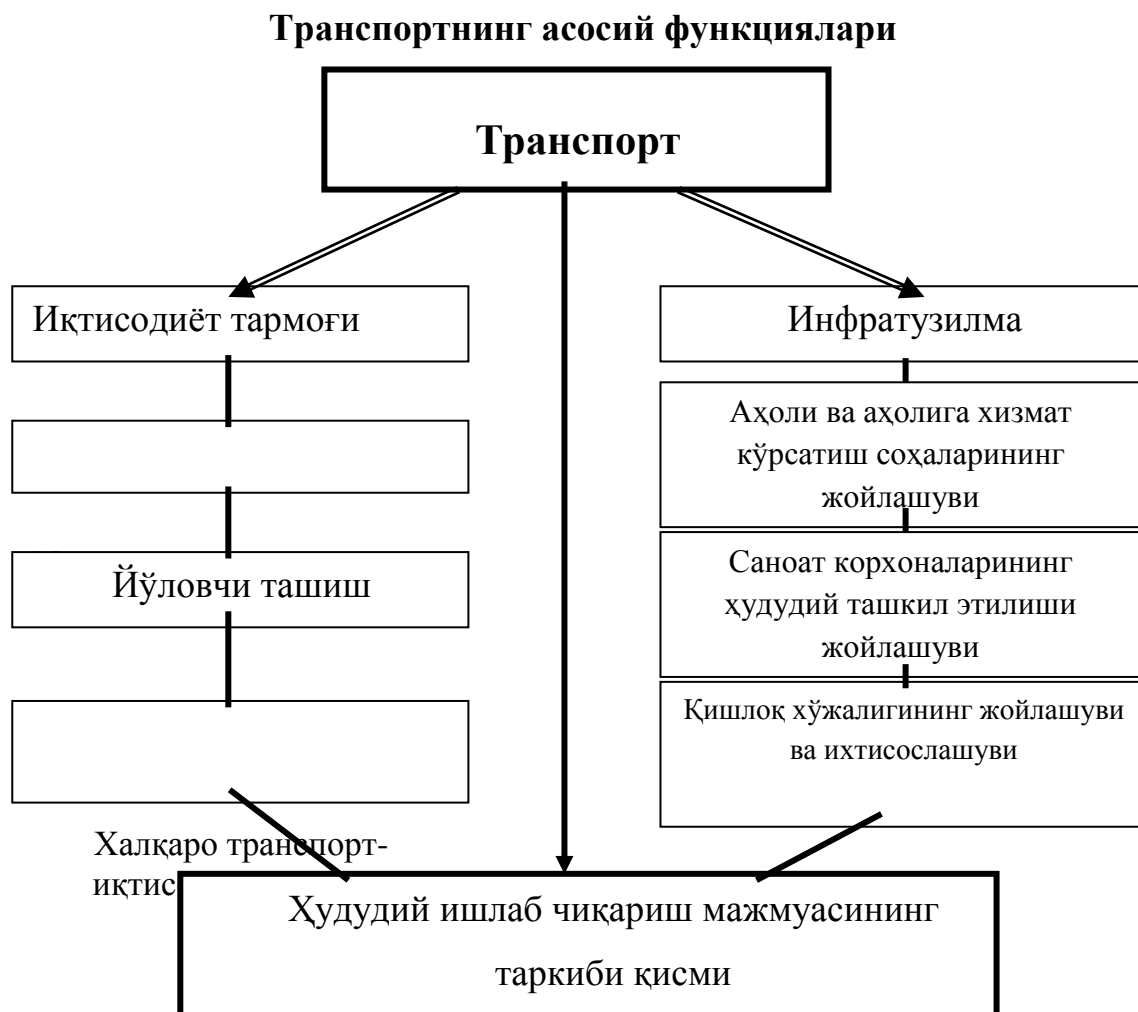 Транспортнинг асосий функциялари
Транспорт
Иқтисодиёт тармоғи
Инфратузилма
Аҳоли ва аҳолига хизмат
кўрсатиш соҳаларининг
жойлашуви
Йўловчи ташиш
Саноат корхоналарининг
ҳудудий ташкил этилиши
жойлашуви
Қишлоқ хўжалигининг жойлашуви
ва ихтисослашуви
Халқаро транспорт-
иқтис
Ҳудудий ишлаб чиқариш мажмуасининг
таркиби қисми